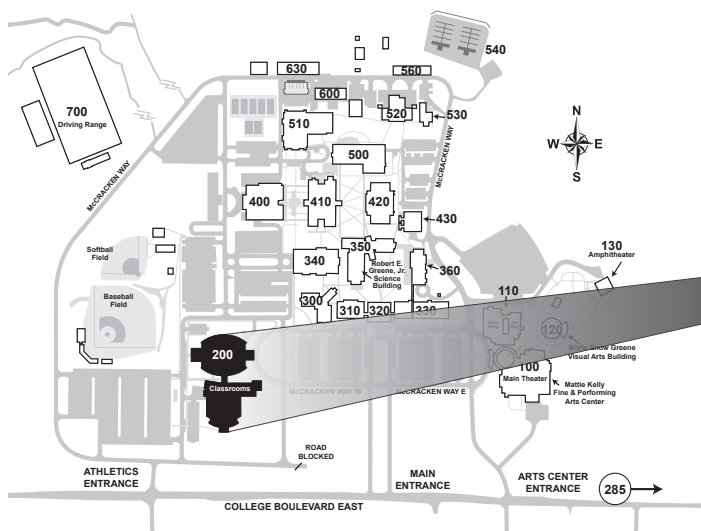 540
630
560
600
700
Driving Range
510
520
530
N
W E
S
500
McCRACKEN WAY
McCRACKEN WAY
400
410
420
430
Softball
Field
340
350
Robert E.
Greene, Jr.
Science
Building
360
130
Amphitheater
Baseball
Field
300
310
320
330
110
120
Marie Snow Greene
Visual Arts Building
200
Classrooms
100
Main Theater
Mattie Kelly
Fine & Performing
Arts Center
McCRACKEN WAY W
McCRACKEN WAY E
ROAD
BLOCKED
ATHLETICS
ENTRANCE
MAIN
ENTRANCE
ARTS CENTER
ENTRANCE
285
COLLEGE BOULEVARD EAST